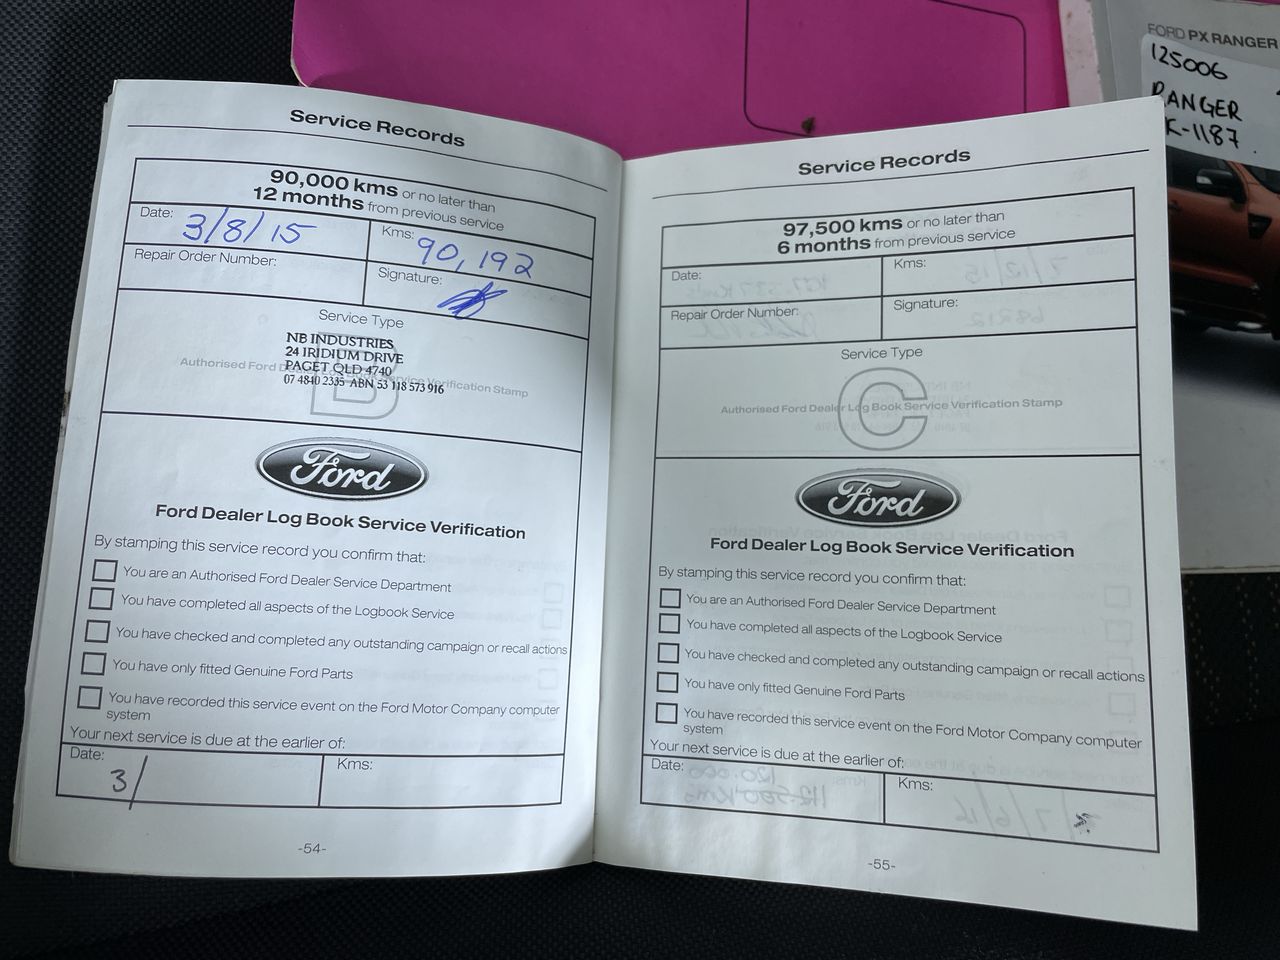 Service Records
90,000 kms or no later than
12 months from previous service
Date: 3/8/15
Kms: 90,192
Repair Order Number:
Signature:
Service Type
B
Authorised Ford Dealer Log Book Service Verification Stamp
NB INDUSTRIES
24 IRIDIUM DRIVE
PAGET QLD 4740
07 4840 2335 ABN 53 118 573 916
Ford
Ford Dealer Log Book Service Verification
By stamping this service record you confirm that:
You are an Authorised Ford Dealer Service Department
You have completed all aspects of the Logbook Service
You have checked and completed any outstanding campaign or recall actions
You have only fitted Genuine Ford Parts
You have recorded this service event on the Ford Motor Company computer
system
Your next service is due at the earlier of:
Date: 3/
Kms:
-54-
Service Records
97,500 kms or no later than
6 months from previous service
Date:
Kms:
Repair Order Number:
Signature:
Service Type
C
Authorised Ford Dealer Log Book Service Verification Stamp
Ford
Ford Dealer Log Book Service Verification
By stamping this service record you confirm that:
You are an Authorised Ford Dealer Service Department
You have completed all aspects of the Logbook Service
You have checked and completed any outstanding campaign or recall actions
You have only fitted Genuine Ford Parts
You have recorded this service event on the Ford Motor Company computer
system
Your next service is due at the earlier of:
Date:
Kms:
-55-
FORD PX RANGER
125006
RANGER
K-1187